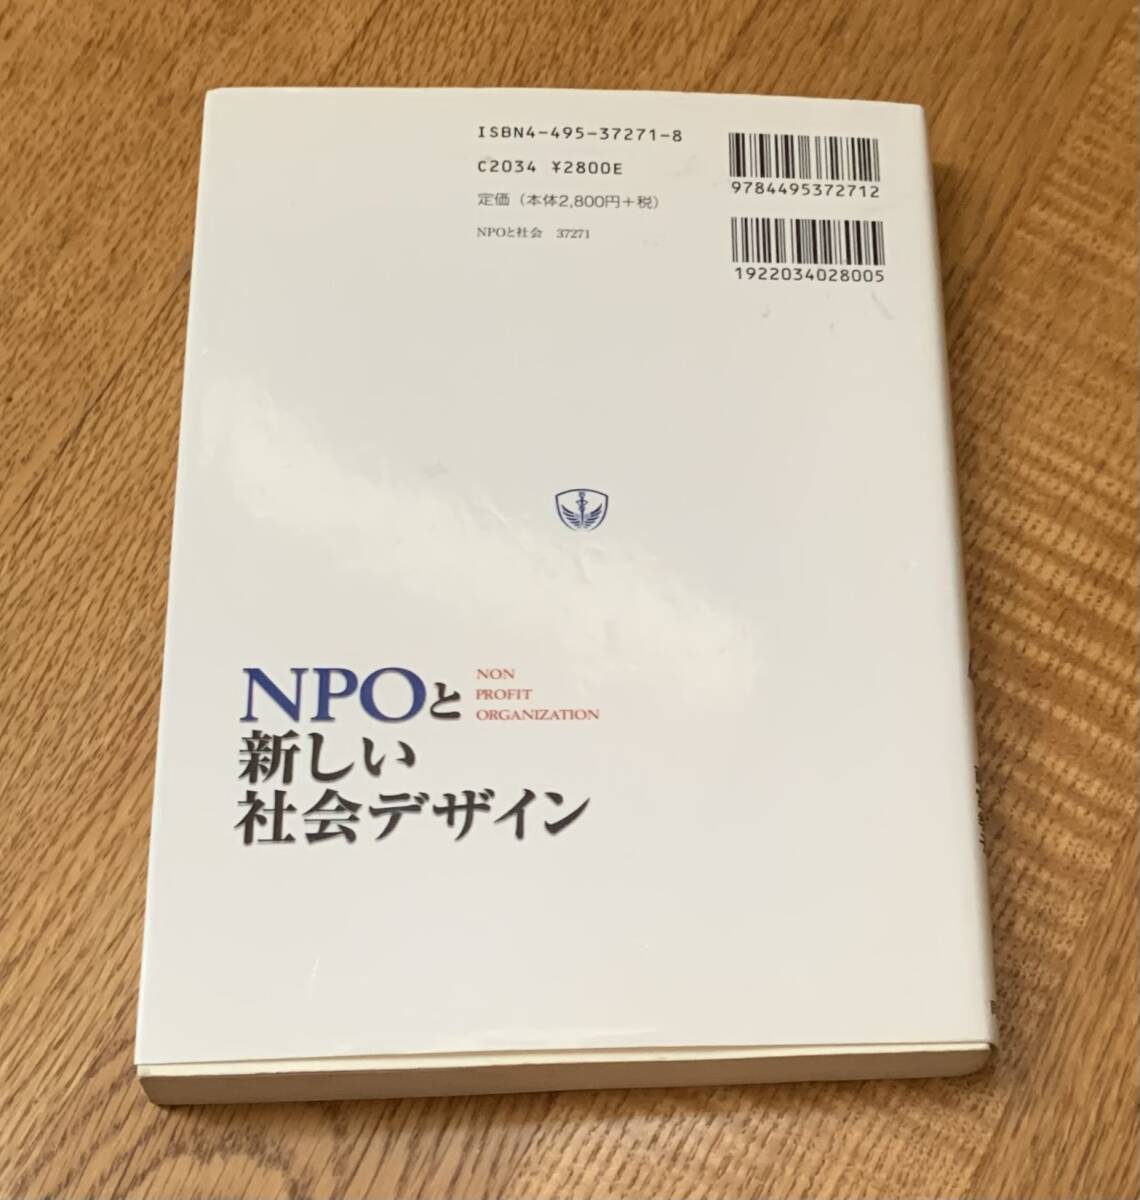 ISBN4-495-37271-8
C2034 ¥2800E
定価（本体2,800円＋税）
NPOと社会 37271
9784495372712
1922034028005
NPOと
NON
PROFIT
ORGANIZATION
新しい
社会デザイン